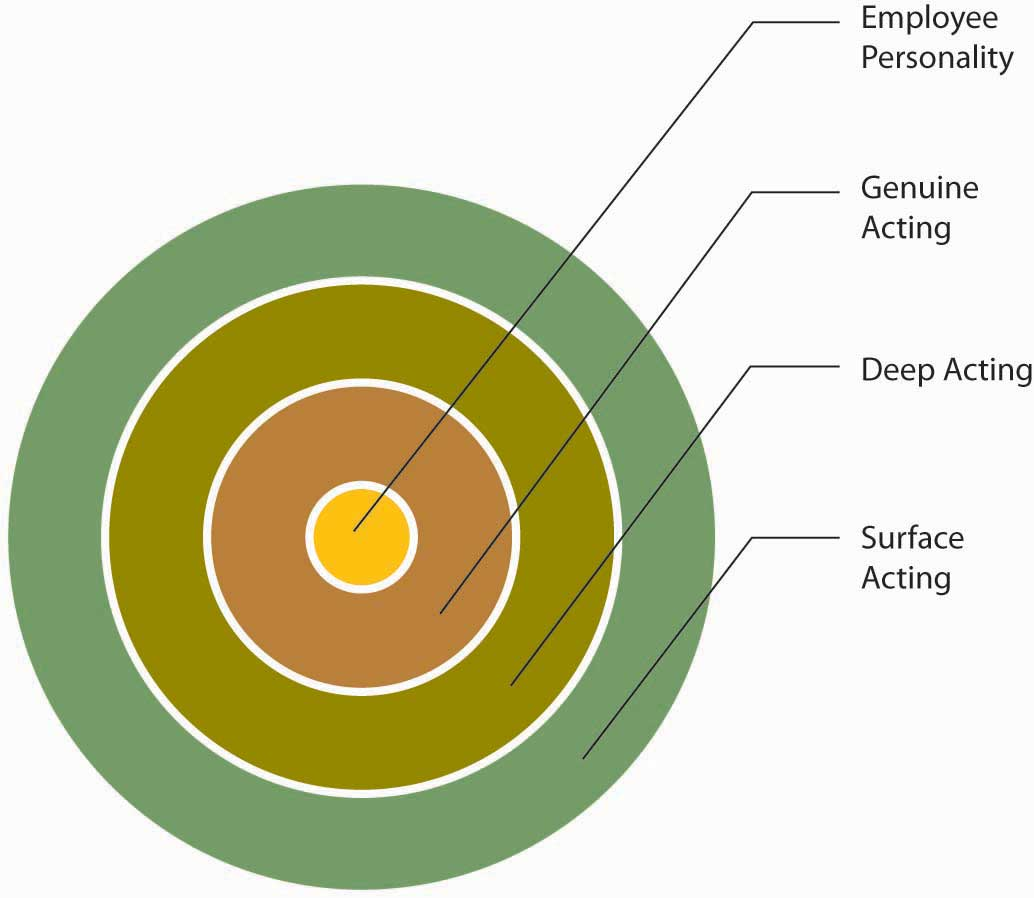 Employee
Personality
Genuine
Acting
Deep Acting
Surface
Acting